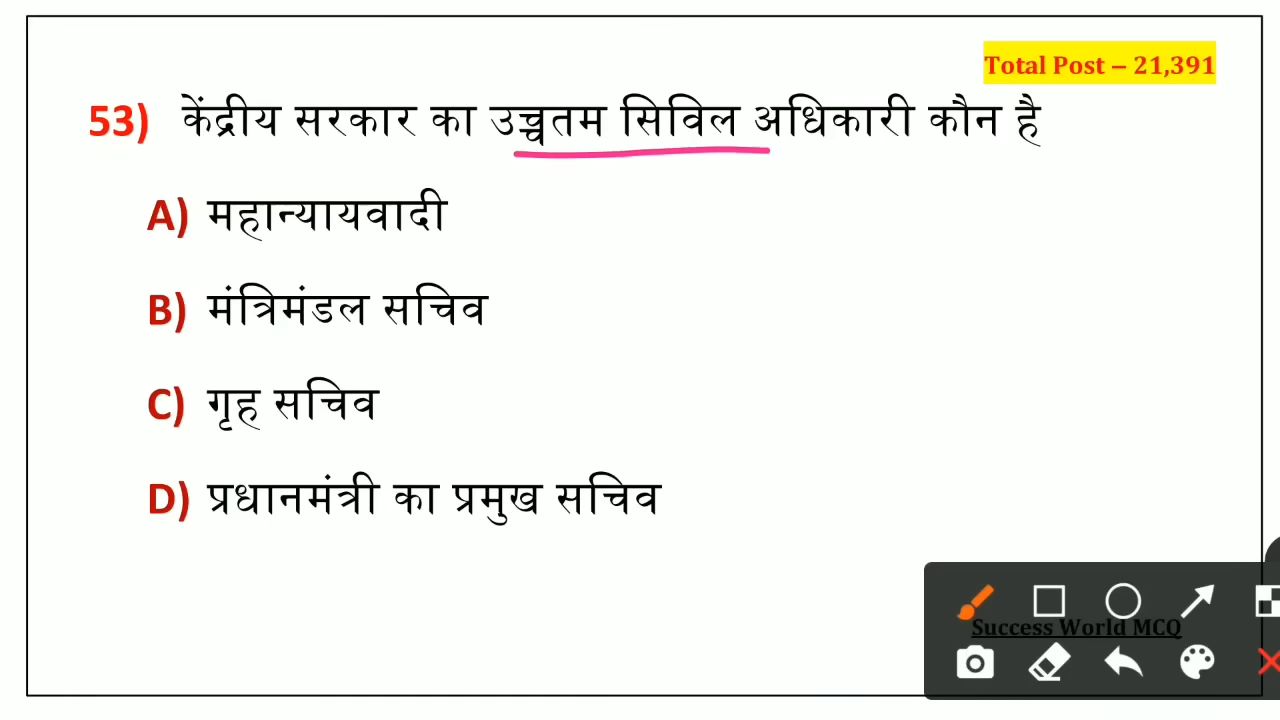 Total Post – 21,391
53) केंद्रीय सरकार का उच्चतम सिविल अधिकारी कौन है
A) महान्यायवादी
B) मंत्रिमंडल सचिव
C) गृह सचिव
D) प्रधानमंत्री का प्रमुख सचिव
Success World MCQ